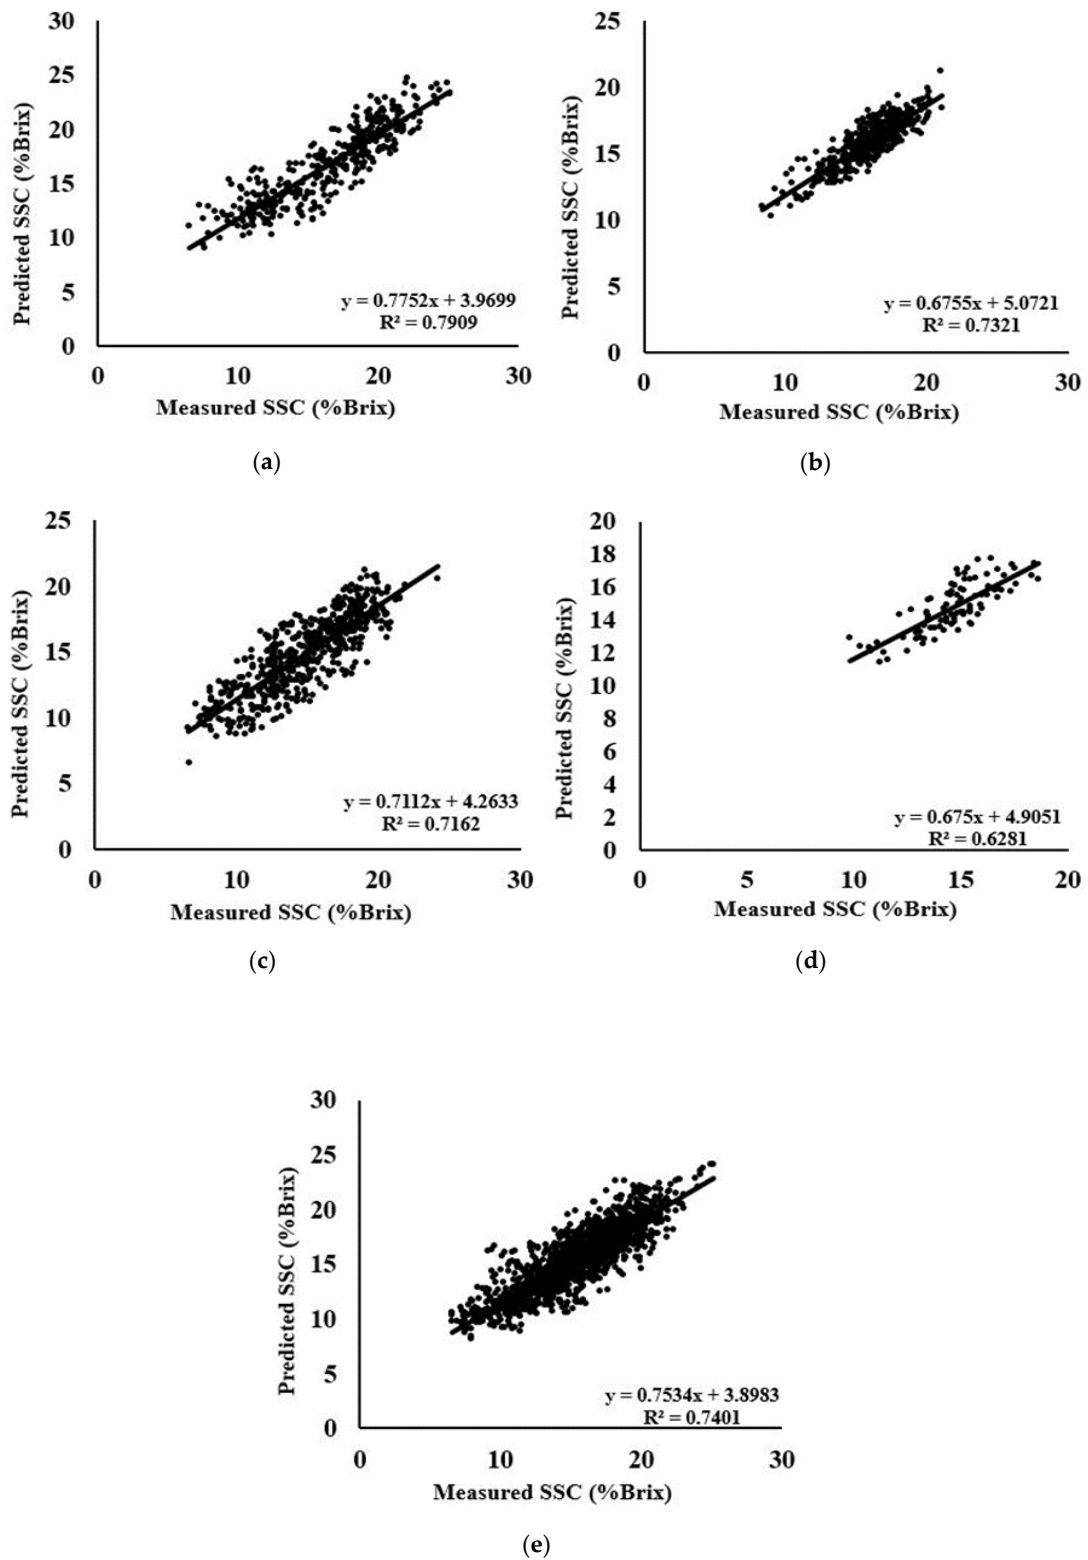 30
25
20
15
10
5
0
Predicted SSC (%Brix)
y = 0.7752x + 3.9699
R² = 0.7909
0 10 20 30
Measured SSC (%Brix)
(a)
25
20
15
10
5
0
Predicted SSC (%Brix)
y = 0.6755x + 5.0721
R² = 0.7321
0 10 20 30
Measured SSC (%Brix)
(b)
25
20
15
10
5
0
Predicted SSC (%Brix)
y = 0.7112x + 4.2633
R² = 0.7162
0 10 20 30
Measured SSC (%Brix)
(c)
20
18
16
14
12
10
8
6
4
2
0
Predicted SSC (%Brix)
y = 0.675x + 4.9051
R² = 0.6281
0 5 10 15 20
Measured SSC (%Brix)
(d)
30
25
20
15
10
5
0
Predicted SSC (%Brix)
y = 0.7534x + 3.8983
R² = 0.7401
0 10 20 30
Measured SSC (%Brix)
(e)